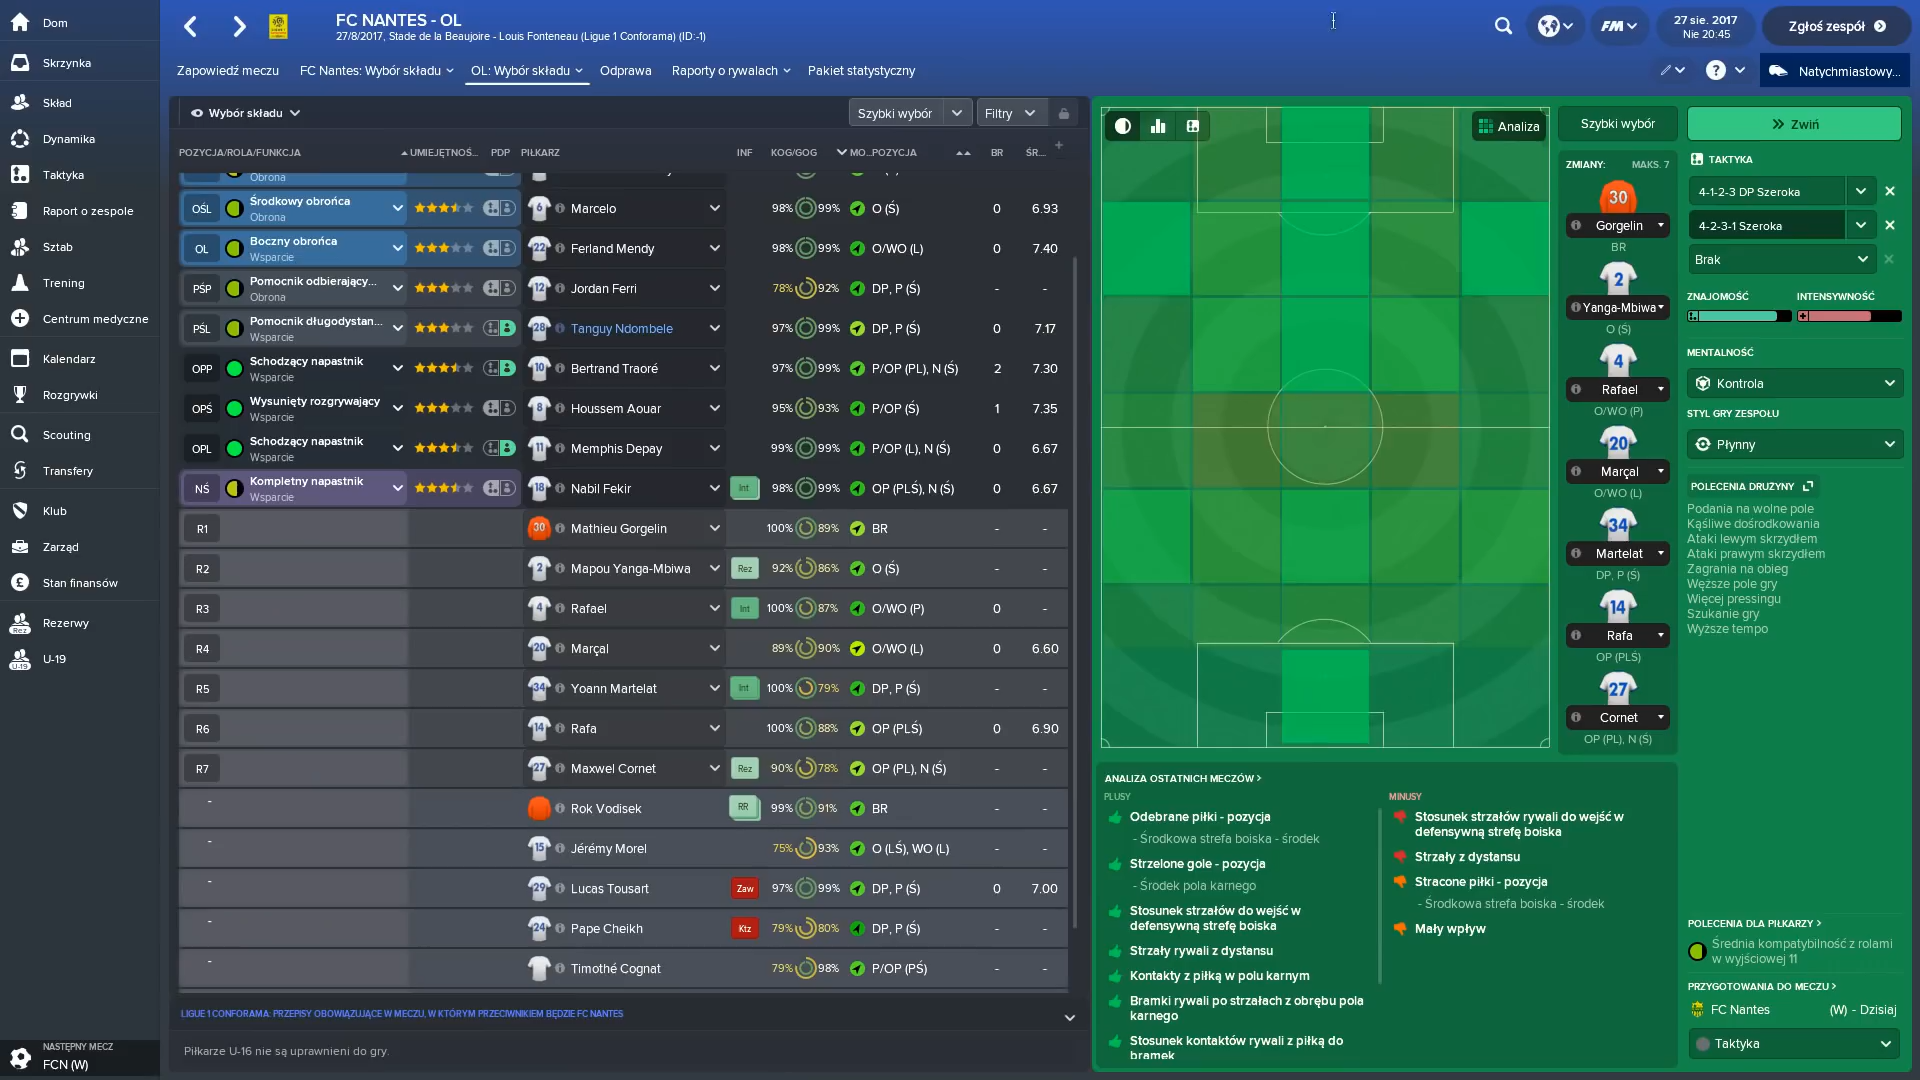 Dom
Skrzynka
Skład
Dynamika
Taktyka
Raport o zespole
Sztab
Trening
Centrum medyczne
Kalendarz
Rozgrywki
Scouting
Transfery
Klub
Zarząd
Stan finansów
Rezerwy
U-19
NASTĘPNY MECZ
FCN (W)
FC NANTES - OL
27/8/2017, Stade de la Beaujoire - Louis Fonteneau (Ligue 1 Conforama) (ID:-1)
FM
27 sie. 2017
Nie 20:45
Zgłoś zespół
Zapowiedź meczu FC Nantes: Wybór składu OL: Wybór składu Odprawa Raporty o rywalach Pakiet statystyczny
? Natychmiastowy...
Wybór składu Szybki wybór Filtry
POZYCJA/ROLA/FUNKCJA UMIEJĘTNOŚ... PDP PIŁKARZ INF KOG/GOG MO... POZYCJA BR ŚR...
Obrona
OŚL Środkowy obrońca Obrona 6 Marcelo 98% 99% O (Ś) 0 6.93
OL Boczny obrońca Wsparcie 22 Ferland Mendy 98% 99% O/WO (L) 0 7.40
PŚP Pomocnik odbierający... Obrona 12 Jordan Ferri 78% 92% DP, P (Ś) - -
PŚL Pomocnik długodystan... Wsparcie 28 Tanguy Ndombele 97% 99% DP, P (Ś) 0 7.17
OPP Schodzący napastnik Wsparcie 10 Bertrand Traoré 97% 99% P/OP (PL), N (Ś) 2 7.30
OPŚ Wysunięty rozgrywający Wsparcie 8 Houssem Aouar 95% 93% P/OP (Ś) 1 7.35
OPL Schodzący napastnik Wsparcie 11 Memphis Depay 99% 99% P/OP (L), N (Ś) 0 6.67
NŚ Kompletny napastnik Wsparcie 18 Nabil Fekir Int 98% 99% OP (PLŚ), N (Ś) 0 6.67
R1 30 Mathieu Gorgelin 100% 89% BR - -
R2 2 Mapou Yanga-Mbiwa Rez 92% 86% O (Ś) - -
R3 4 Rafael Int 100% 87% O/WO (P) 0 -
R4 20 Marçal 89% 90% O/WO (L) 0 6.60
R5 34 Yoann Martelat Int 100% 79% DP, P (Ś) - -
R6 14 Rafa 100% 88% OP (PLŚ) 0 6.90
R7 27 Maxwel Cornet Rez 90% 78% OP (PL), N (Ś) - -
- Rok Vodisek RR 99% 91% BR - -
- 15 Jérémy Morel 75% 93% O (LŚ), WO (L) - -
- 29 Lucas Tousart Zaw 97% 99% DP, P (Ś) 0 7.00
- 24 Pape Cheikh Ktz 79% 80% DP, P (Ś) - -
- Timothé Cognat 79% 98% P/OP (PŚ) - -
LIGUE 1 CONFORAMA: PRZEPISY OBOWIĄZUJĄCE W MECZU, W KTÓRYM PRZECIWNIKIEM BĘDZIE FC NANTES
Piłkarze U-16 nie są uprawnieni do gry.
Analiza
Szybki wybór
ZMIANY: MAKS. 7
30
Gorgelin
BR
2
Yanga-Mbiwa
O (Ś)
4
Rafael
O/WO (P)
20
Marçal
O/WO (L)
34
Martelat
DP, P (Ś)
14
Rafa
OP (PLŚ)
27
Cornet
OP (PL), N (Ś)
Zwiń
TAKTYKA
4-1-2-3 DP Szeroka
4-2-3-1 Szeroka
Brak
ZNAJOMOŚĆ INTENSYWNOŚĆ
MENTALNOŚĆ
Kontrola
STYL GRY ZESPOŁU
Płynny
POLECENIA DRUŻYNY
Podania na wolne pole
Kąśliwe dośrodkowania
Ataki lewym skrzydłem
Ataki prawym skrzydłem
Zagrania na obieg
Węższe pole gry
Więcej pressingu
Szukanie gry
Wyższe tempo
POLECENIA DLA PIŁKARZY >
Średnia kompatybilność z rolami
w wyjściowej 11
PRZYGOTOWANIA DO MECZU >
FC Nantes (W) - Dzisiaj
Taktyka
ANALIZA OSTATNICH MECZÓW >
PLUSY
Odebrane piłki - pozycja
- Środkowa strefa boiska - środek
Strzelone gole - pozycja
- Środek pola karnego
Stosunek strzałów do wejść w
defensywną strefę boiska
Strzały rywali z dystansu
Kontakty z piłką w polu karnym
Bramki rywali po strzałach z obrębu pola
karnego
Stosunek kontaktów rywali z piłką do
bramek
MINUSY
Stosunek strzałów rywali do wejść w
defensywną strefę boiska
Strzały z dystansu
Stracone piłki - pozycja
- Środkowa strefa boiska - środek
Mały wpływ